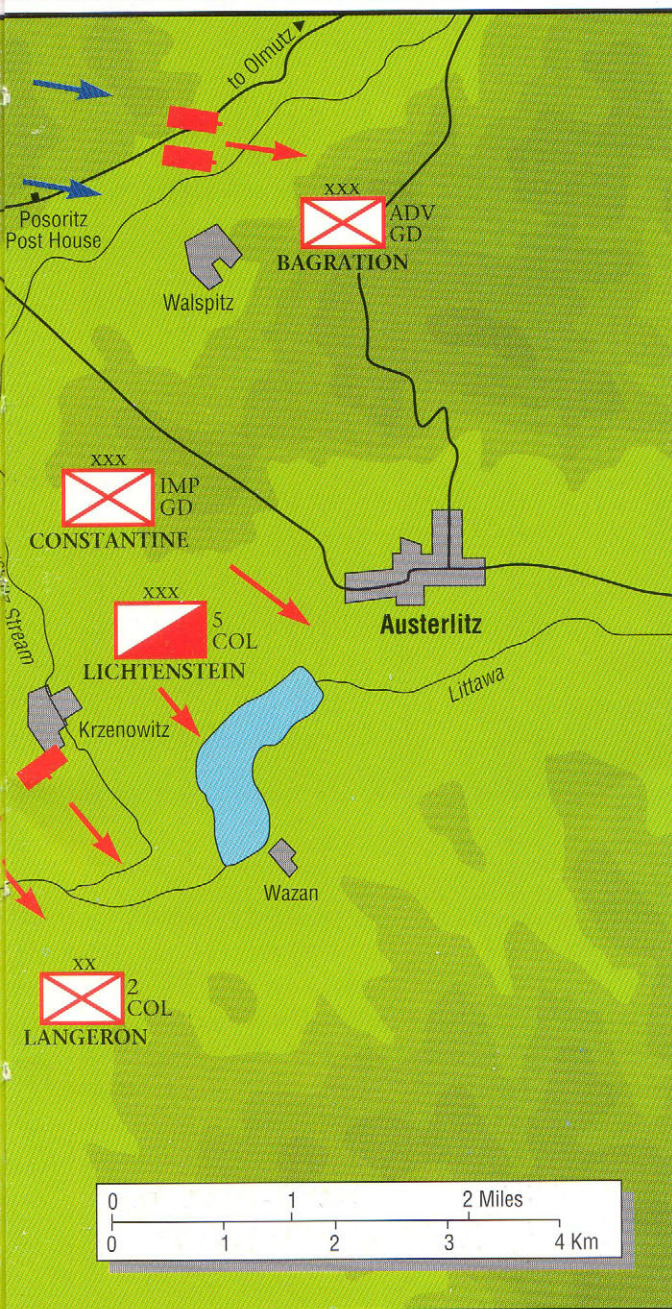 to Olmutz
Posoritz
Post House
XXX
ADV
GD
BAGRATION
Walspitz
XXX
IMP
GD
CONSTANTINE
XXX
5
COL
LICHTENSTEIN
Stream
Austerlitz
Littawa
Krzenowitz
Wazan
XX
2
COL
LANGERON
0 1 2 Miles
0 1 2 3 4 Km